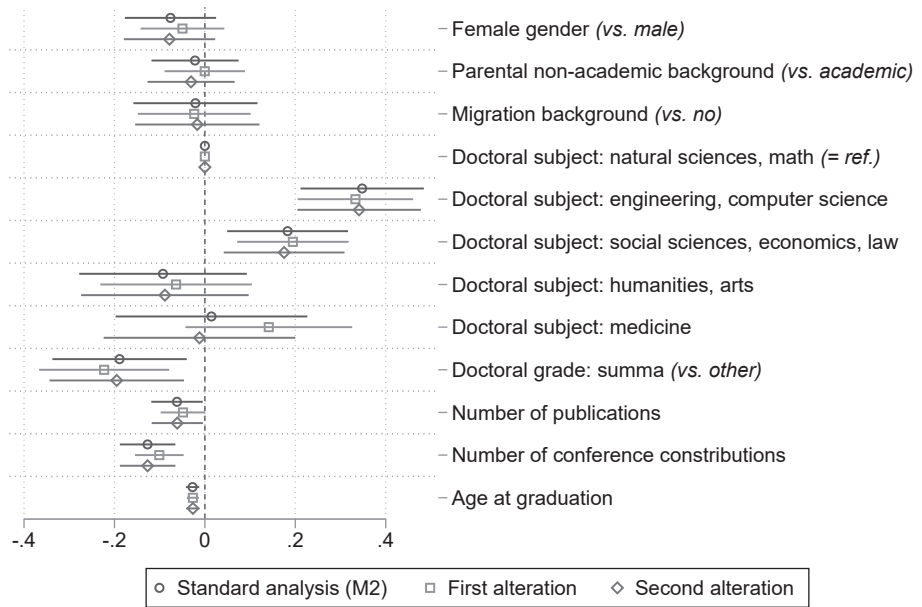 Female gender (vs. male)
Parental non-academic background (vs. academic)
Migration background (vs. no)
Doctoral subject: natural sciences, math (= ref.)
Doctoral subject: engineering, computer science
Doctoral subject: social sciences, economics, law
Doctoral subject: humanities, arts
Doctoral subject: medicine
Doctoral grade: summa (vs. other)
Number of publications
Number of conference constributions
Age at graduation
-.4 -.2 0 .2 .4
Standard analysis (M2) First alteration Second alteration